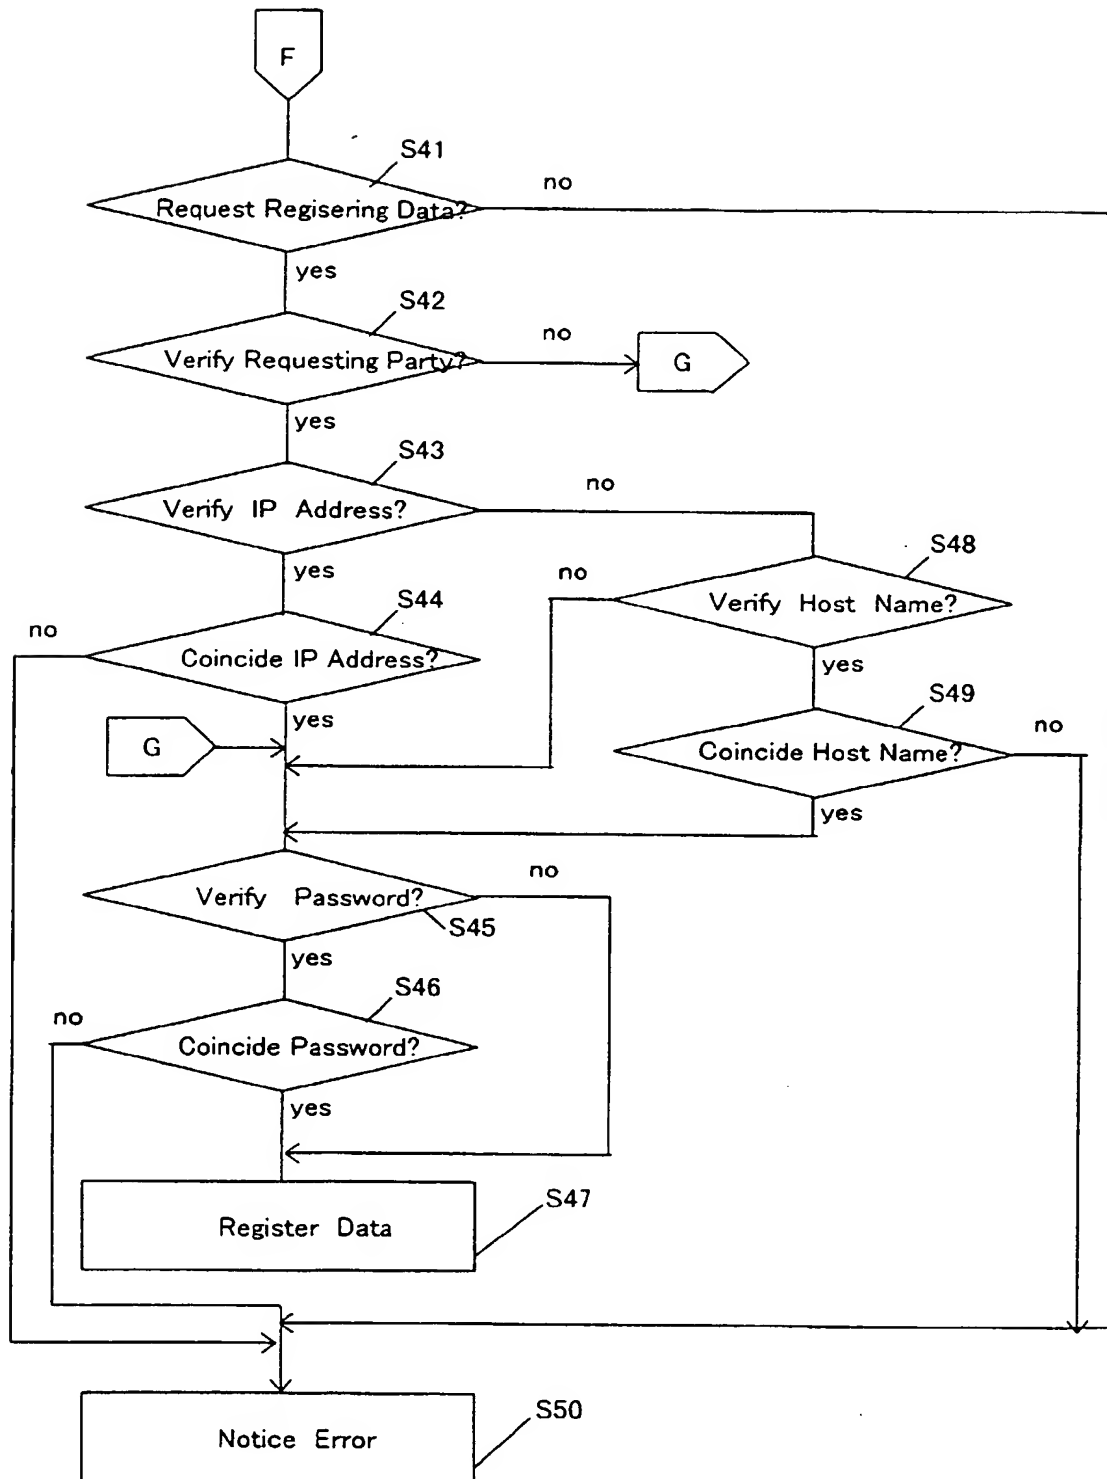 F
S41
no
Request Regisering Data?
yes
S42
no
Verify Requesting Party?
G
yes
S43
no
Verify IP Address?
yes
S48
no
Verify Host Name?
S44
no
Coincide IP Address?
yes
S49
yes
no
G
Coincide Host Name?
yes
no
Verify Password?
S45
yes
S46
no
Coincide Password?
yes
S47
Register Data
S50
Notice Error